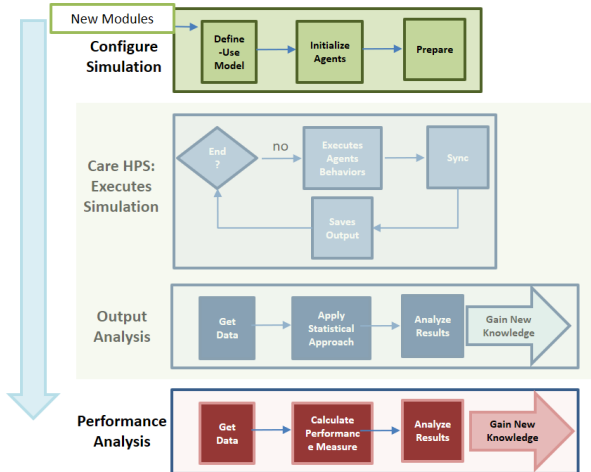 New Modules
Configure
Simulation
Define
-Use
Model
Initialize
Agents
Prepare
Care HPS:
Executes
Simulation
End
?
no
Executes
Agents
Behaviors
Sync
Saves
Output
Output
Analysis
Get
Data
Apply
Statistical
Approach
Analyze
Results
Gain New
Knowledge
Performance
Analysis
Get
Data
Calculate
Performanc
e Measure
Analyze
Results
Gain New
Knowledge